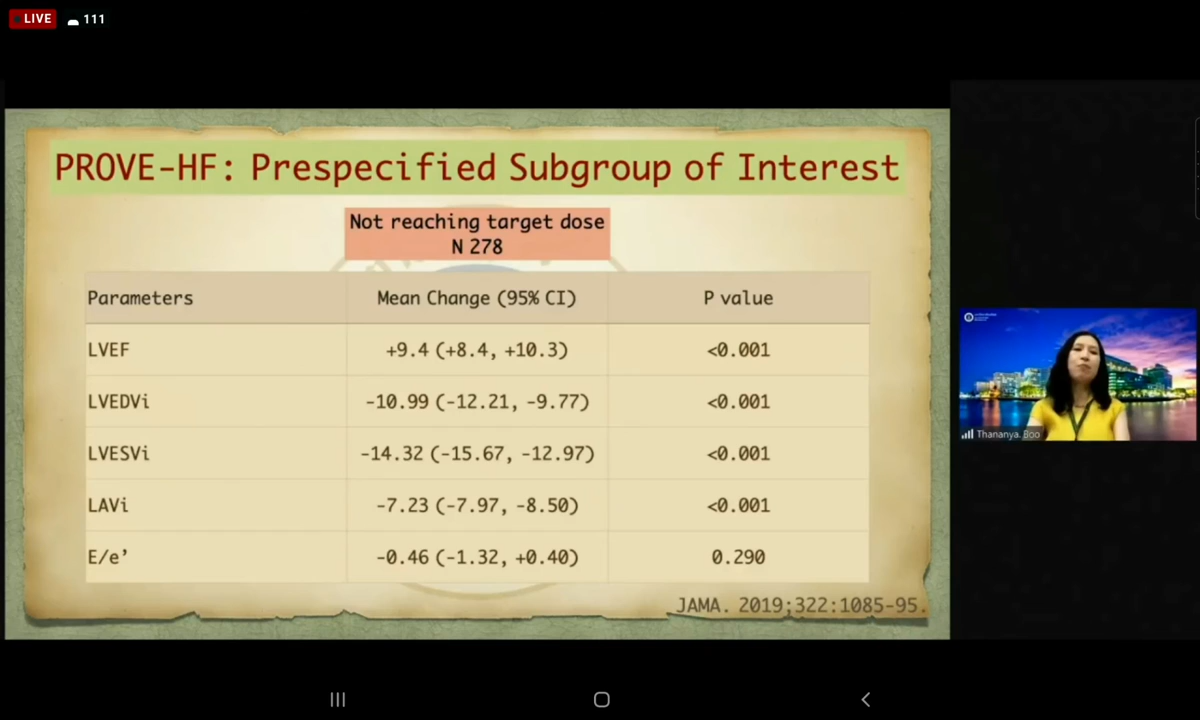 LIVE 111
PROVE-HF: Prespecified Subgroup of Interest
Not reaching target dose
N 278
Parameters Mean Change (95% CI) P value
LVEF +9.4 (+8.4, +10.3) <0.001
LVEDVi -10.99 (-12.21, -9.77) <0.001
LVESVi -14.32 (-15.67, -12.97) <0.001
LAVi -7.23 (-7.97, -8.50) <0.001
E/e’ -0.46 (-1.32, +0.40) 0.290
JAMA. 2019;322:1085-95.
Thananya. Boo